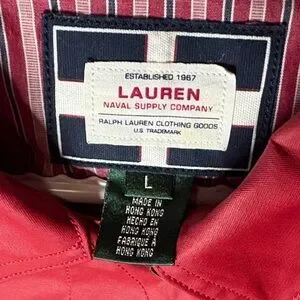 ESTABLISHED 1967
LAUREN
NAVAL SUPPLY COMPANY
RALPH LAUREN CLOTHING GOODS
U.S. TRADEMARK
L
MADE IN
HONG KONG
HECHO EN
HONG KONG
FABRIQUÉ À
HONG KONG